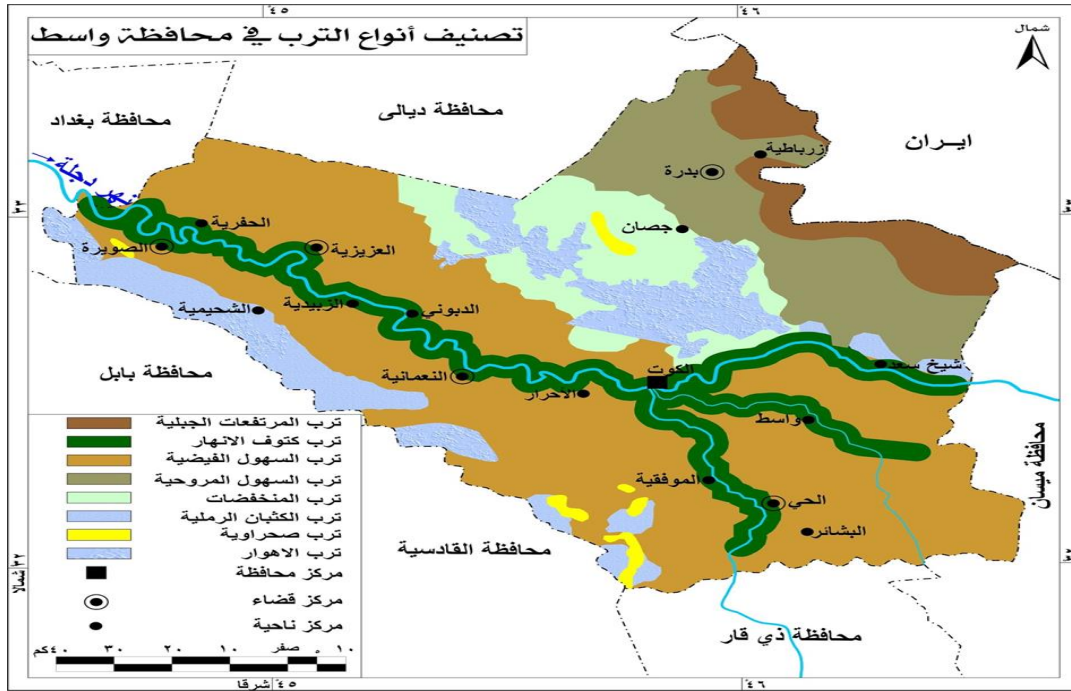 ٤٥
٤٦
تصنيف أنواع الترب في محافظة واسط
شمال
محافظة ديالى
محافظة بغداد
ايــران
زرباطية
بدرة
نهر دجلة
٣٣
٣٣
الحفرية
جصان
الصويرة
العزيزية
الشحيمية
الزبيدية
الدبوني
شيخ سعد
الكوت
محافظة بابل
النعمانية
الاحرار
واسط
محافظة ميسان
الموفقية
الحي
البشائر
محافظة القادسية
محافظة ذي قار
ترب المرتفعات الجبلية
ترب كتوف الانهار
ترب السهول الفيضية
ترب السهول المروحية
ترب المنخفضات
ترب الكثبان الرملية
ترب صحراوية
ترب الاهوار
مركز محافظة
مركز قضاء
مركز ناحية
٣٢
شمالا
٣٢
٤٠كم ٣٠ ٢٠ ١٠ صفر ٥ ١٠
٤٥ شرقا
٤٦